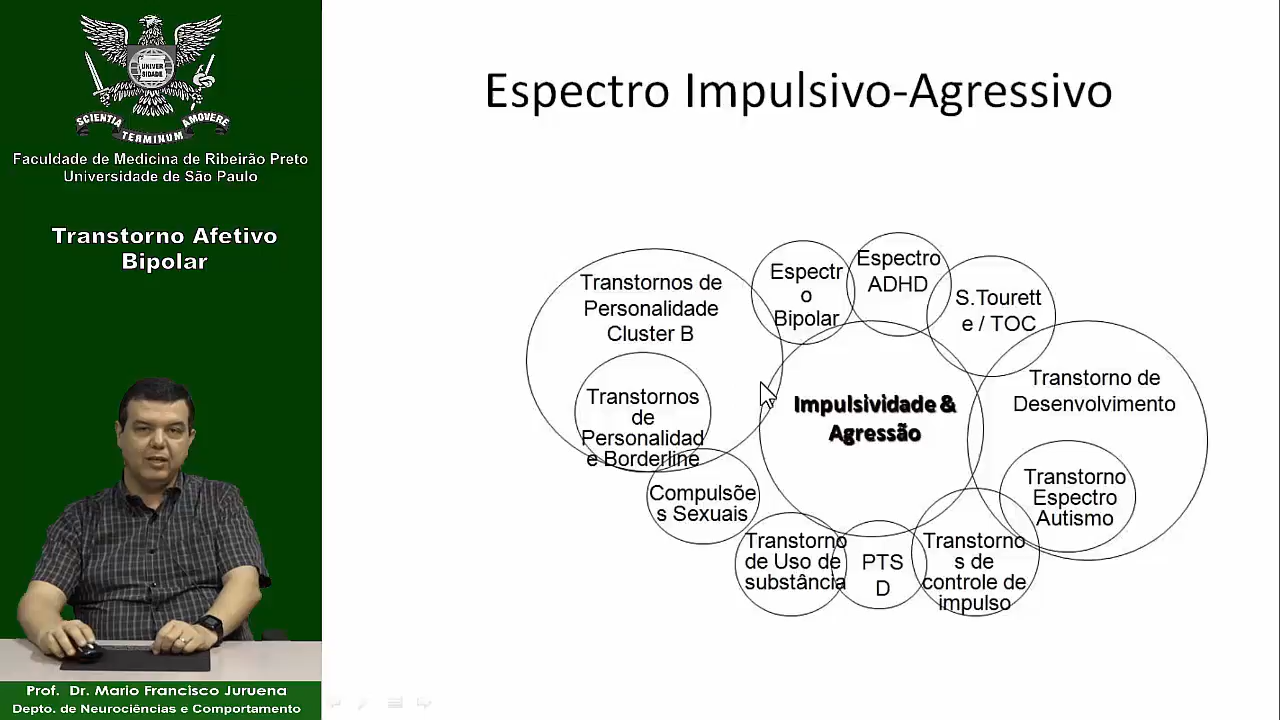 UNIVER
SIDADE
SCIENTIA
TERMINUM
AMOVERE
Faculdade de Medicina de Ribeirão Preto
Universidade de São Paulo
Transtorno Afetivo
Bipolar
Prof. Dr. Mario Francisco Juruena
Depto. de Neurociências e Comportamento
Espectro Impulsivo-Agressivo
Transtornos de
Personalidade
Cluster B
Transtornos
de
Personalidad
e Borderline
Espectr
o
Bipolar
Espectro
ADHD
S.Tourett
e / TOC
Impulsividade &
Agressão
Transtorno de
Desenvolvimento
Transtorno
Espectro
Autismo
Compulsõe
s Sexuais
Transtorno
de Uso de
substância
PTS
D
Transtorno
s de
controle de
impulso